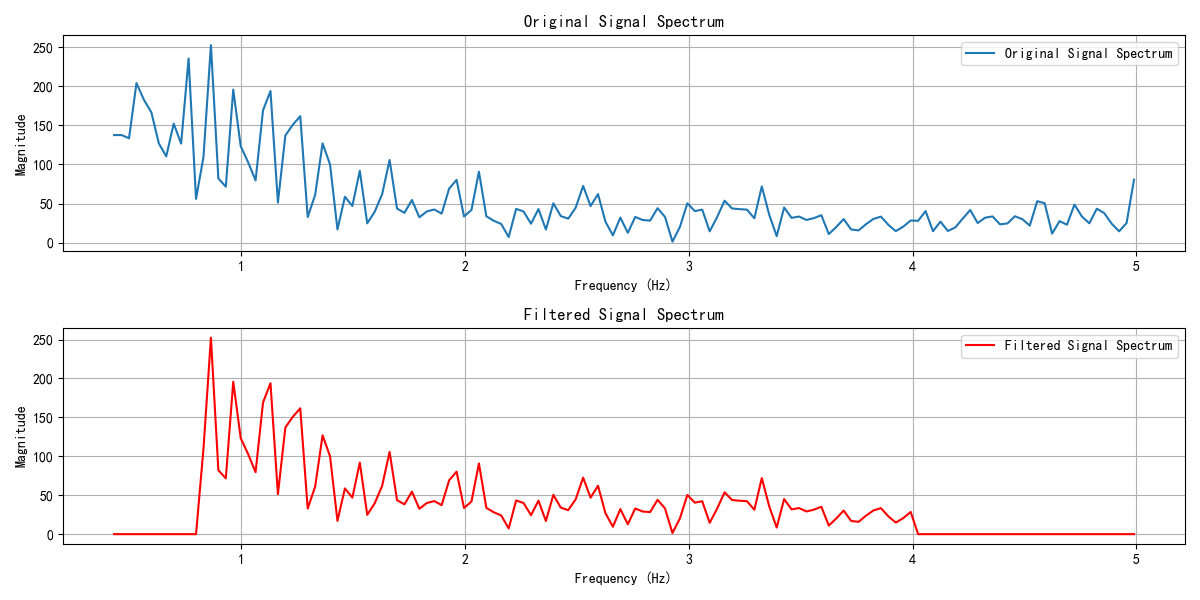 Original Signal Spectrum
250
200
150
100
50
0
Magnitude
Original Signal Spectrum
1
2
3
4
5
Frequency (Hz)
Filtered Signal Spectrum
250
200
150
100
50
0
Magnitude
Filtered Signal Spectrum
1
2
3
4
5
Frequency (Hz)